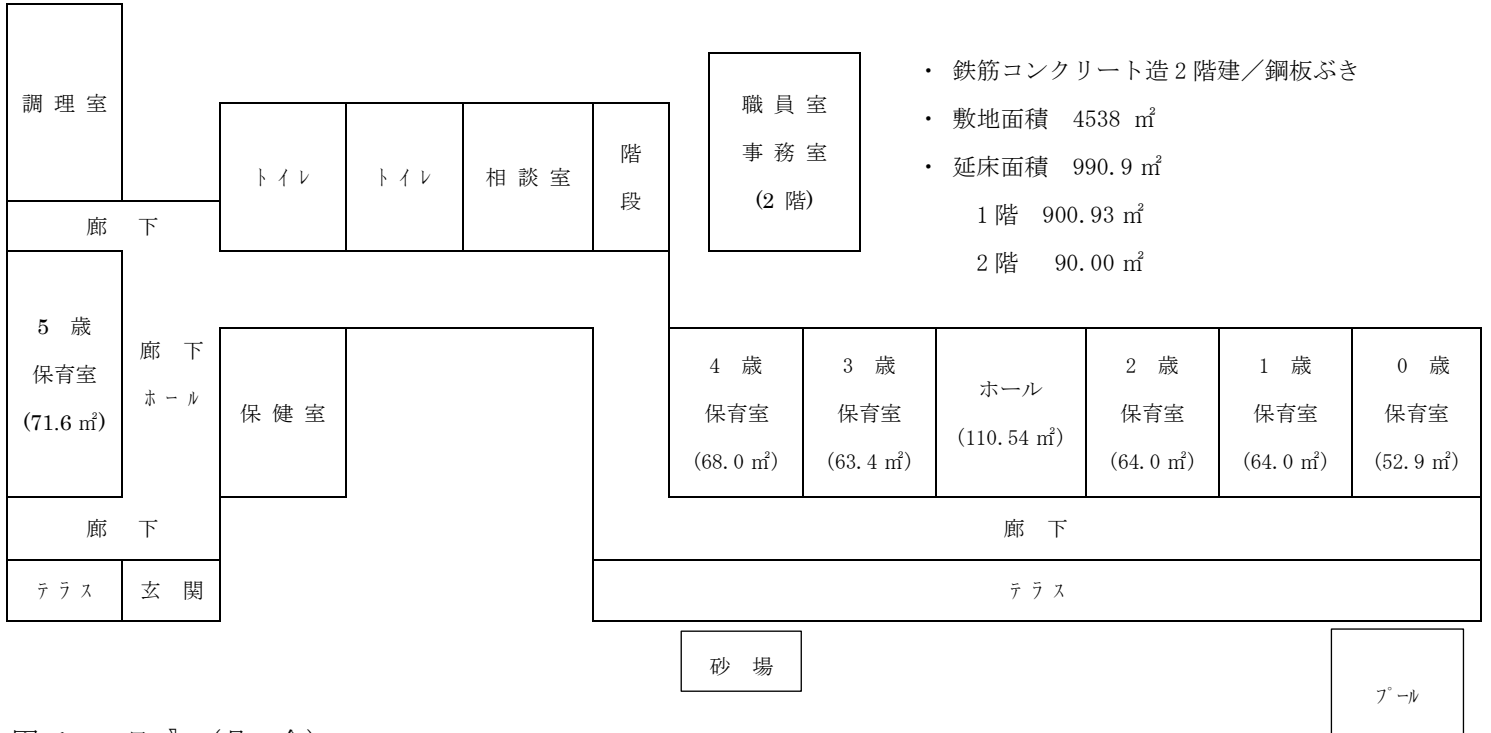 調 理 室
廊 下
トイレ
トイレ
相 談 室
階
段
職 員 室
事 務 室
(2 階)
・ 鉄筋コンクリート造 2 階建／鋼板ぶき
・ 敷地面積 4538 ㎡
・ 延床面積 990.9 ㎡
1 階 900.93 ㎡
2 階 90.00 ㎡
5 歳
保育室
(71.6 ㎡)
廊 下
ホール
保 健 室
4 歳
保育室
(68.0 ㎡)
3 歳
保育室
(63.4 ㎡)
ホール
(110.54 ㎡)
2 歳
保育室
(64.0 ㎡)
1 歳
保育室
(64.0 ㎡)
0 歳
保育室
(52.9 ㎡)
廊 下
廊 下
テラス
玄 関
テラス
砂 場
プール